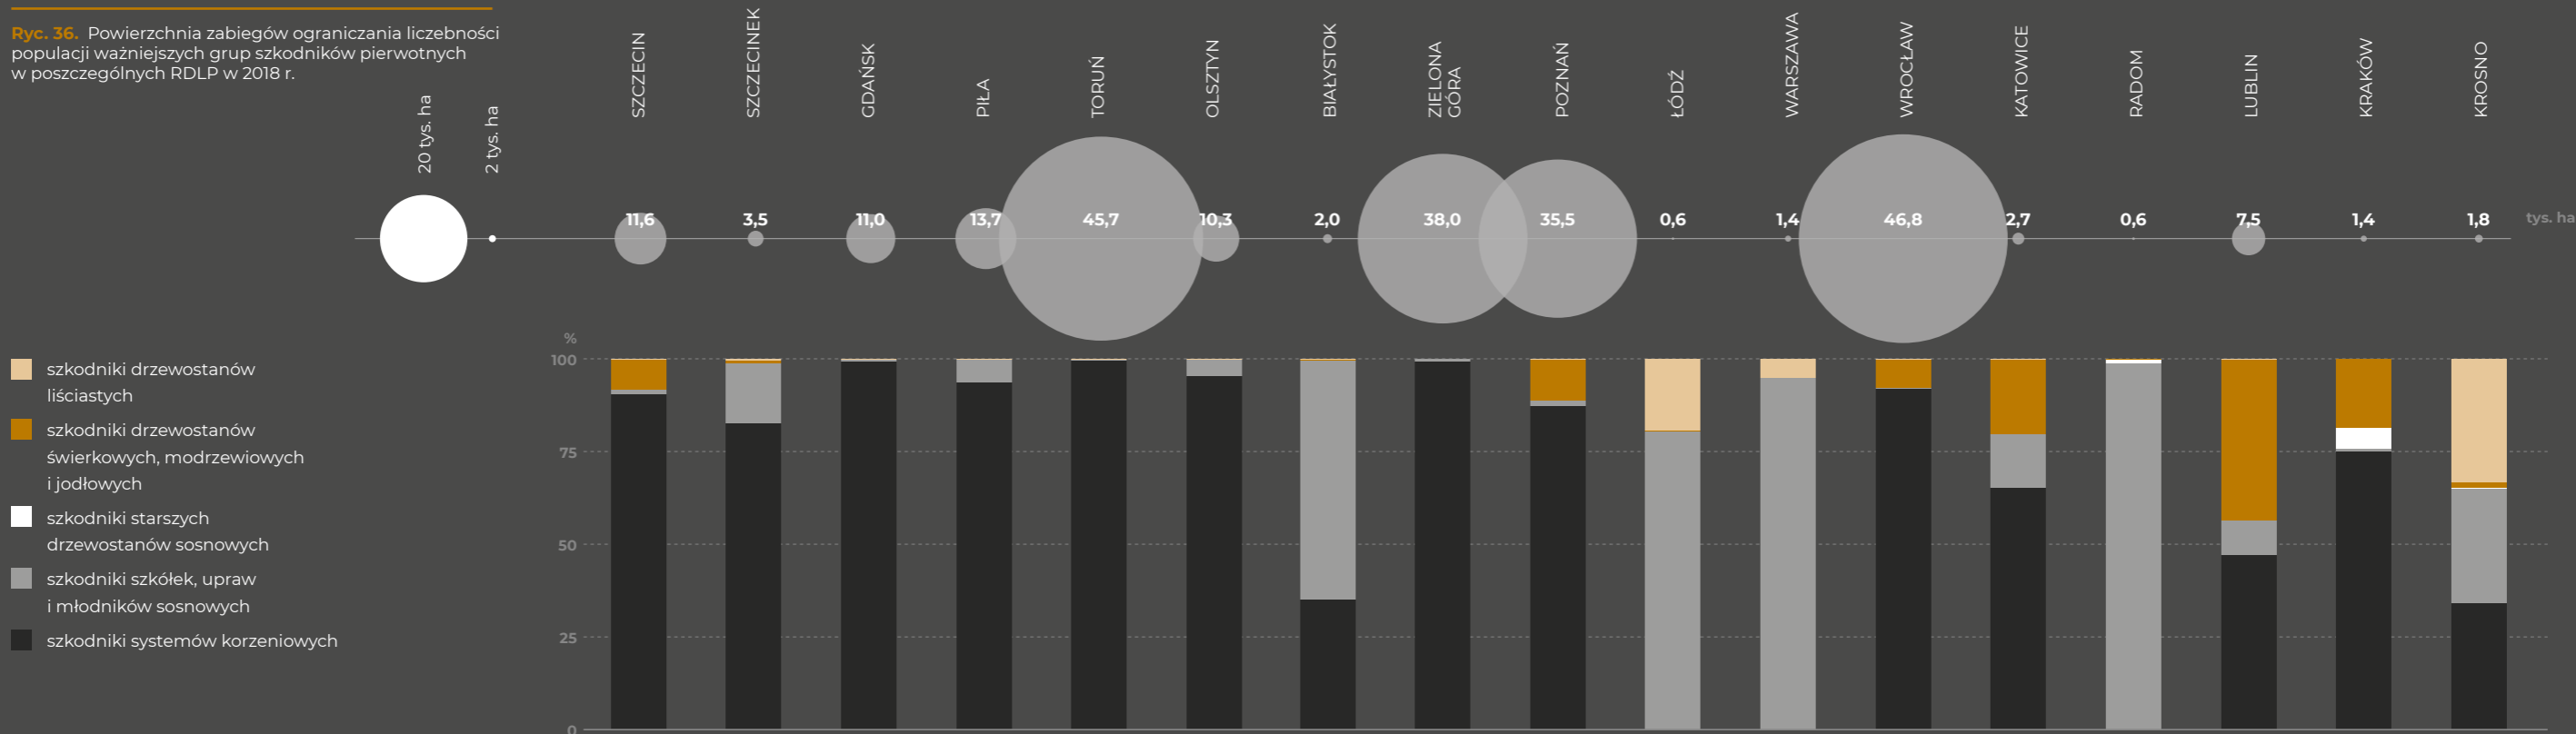 Ryc. 36. Powierzchnia zabiegów ograniczania liczebności
populacji ważniejszych grup szkodników pierwotnych
w poszczególnych RDLP w 2018 r.
20 tys. ha
2 tys. ha
SZCZECIN
SZCZECINEK
GDAŃSK
PIŁA
TORUŃ
OLSZTYN
BIAŁYSTOK
ZIELONA
GÓRA
POZNAŃ
ŁÓDŹ
WARSZAWA
WROCŁAW
KATOWICE
RADOM
LUBLIN
KRAKÓW
KROSNO
11,6 3,5 11,0 13,7 45,7 10,3 2,0 38,0 35,5 0,6 1,4 46,8 2,7 0,6 7,5 1,4 1,8 tys. ha
%
100
75
50
25
0
szkodniki drzewostanów
liściastych
szkodniki drzewostanów
świerkowych, modrzewiowych
i jodłowych
szkodniki starszych
drzewostanów sosnowych
szkodniki szkółek, upraw
i młodników sosnowych
szkodniki systemów korzeniowych